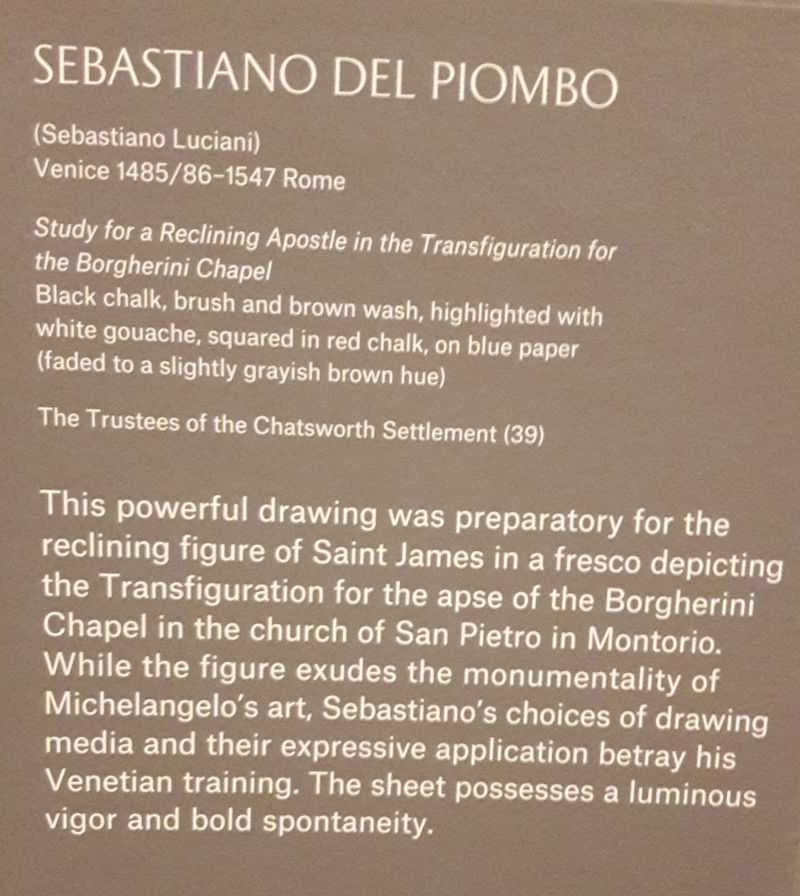 SEBASTIANO DEL PIOMBO
(Sebastiano Luciani)
Venice 1485/86–1547 Rome
Study for a Reclining Apostle in the Transfiguration for
the Borgherini Chapel
Black chalk, brush and brown wash, highlighted with
white gouache, squared in red chalk, on blue paper
(faded to a slightly grayish brown hue)
The Trustees of the Chatsworth Settlement (39)
This powerful drawing was preparatory for the
reclining figure of Saint James in a fresco depicting
the Transfiguration for the apse of the Borgherini
Chapel in the church of San Pietro in Montorio.
While the figure exudes the monumentality of
Michelangelo's art, Sebastiano's choices of drawing
media and their expressive application betray his
Venetian training. The sheet possesses a luminous
vigor and bold spontaneity.